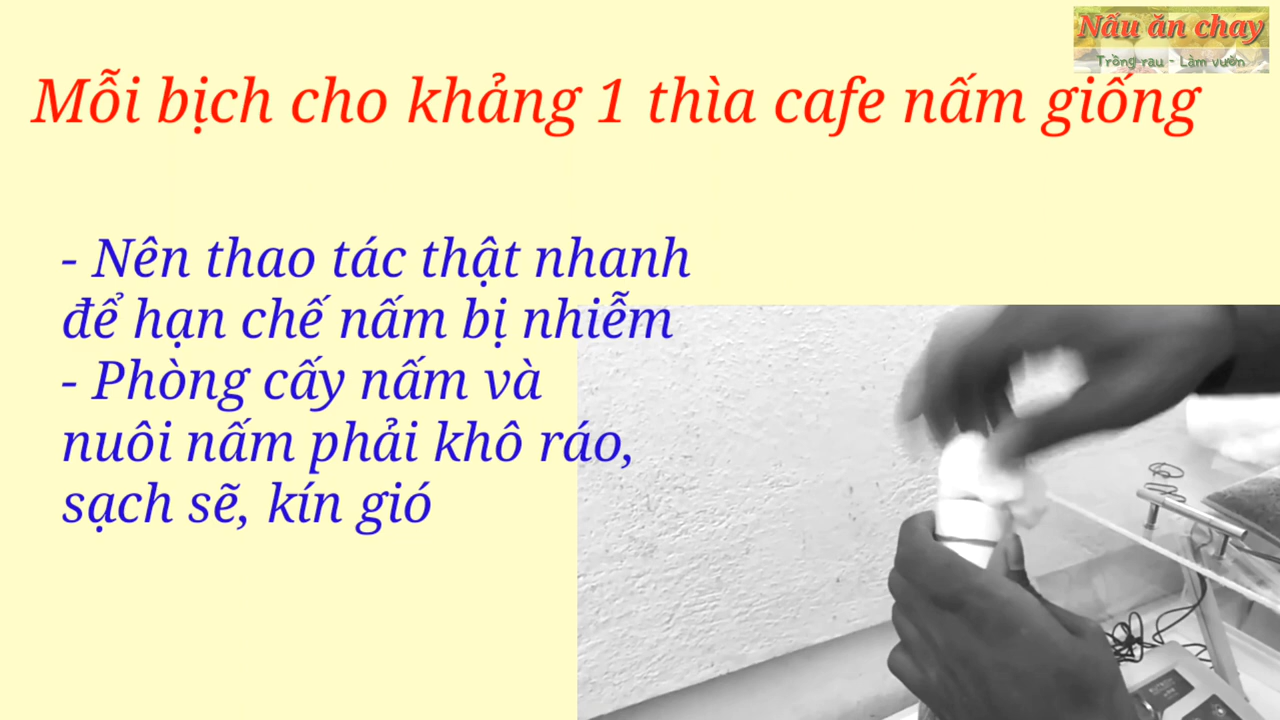 Nấu ăn chay
Trồng rau - Làm vườn
Mỗi bịch cho khảng 1 thìa cafe nấm giống
- Nên thao tác thật nhanh
để hạn chế nấm bị nhiễm
- Phòng cấy nấm và
nuôi nấm phải khô ráo,
sạch sẽ, kín gió